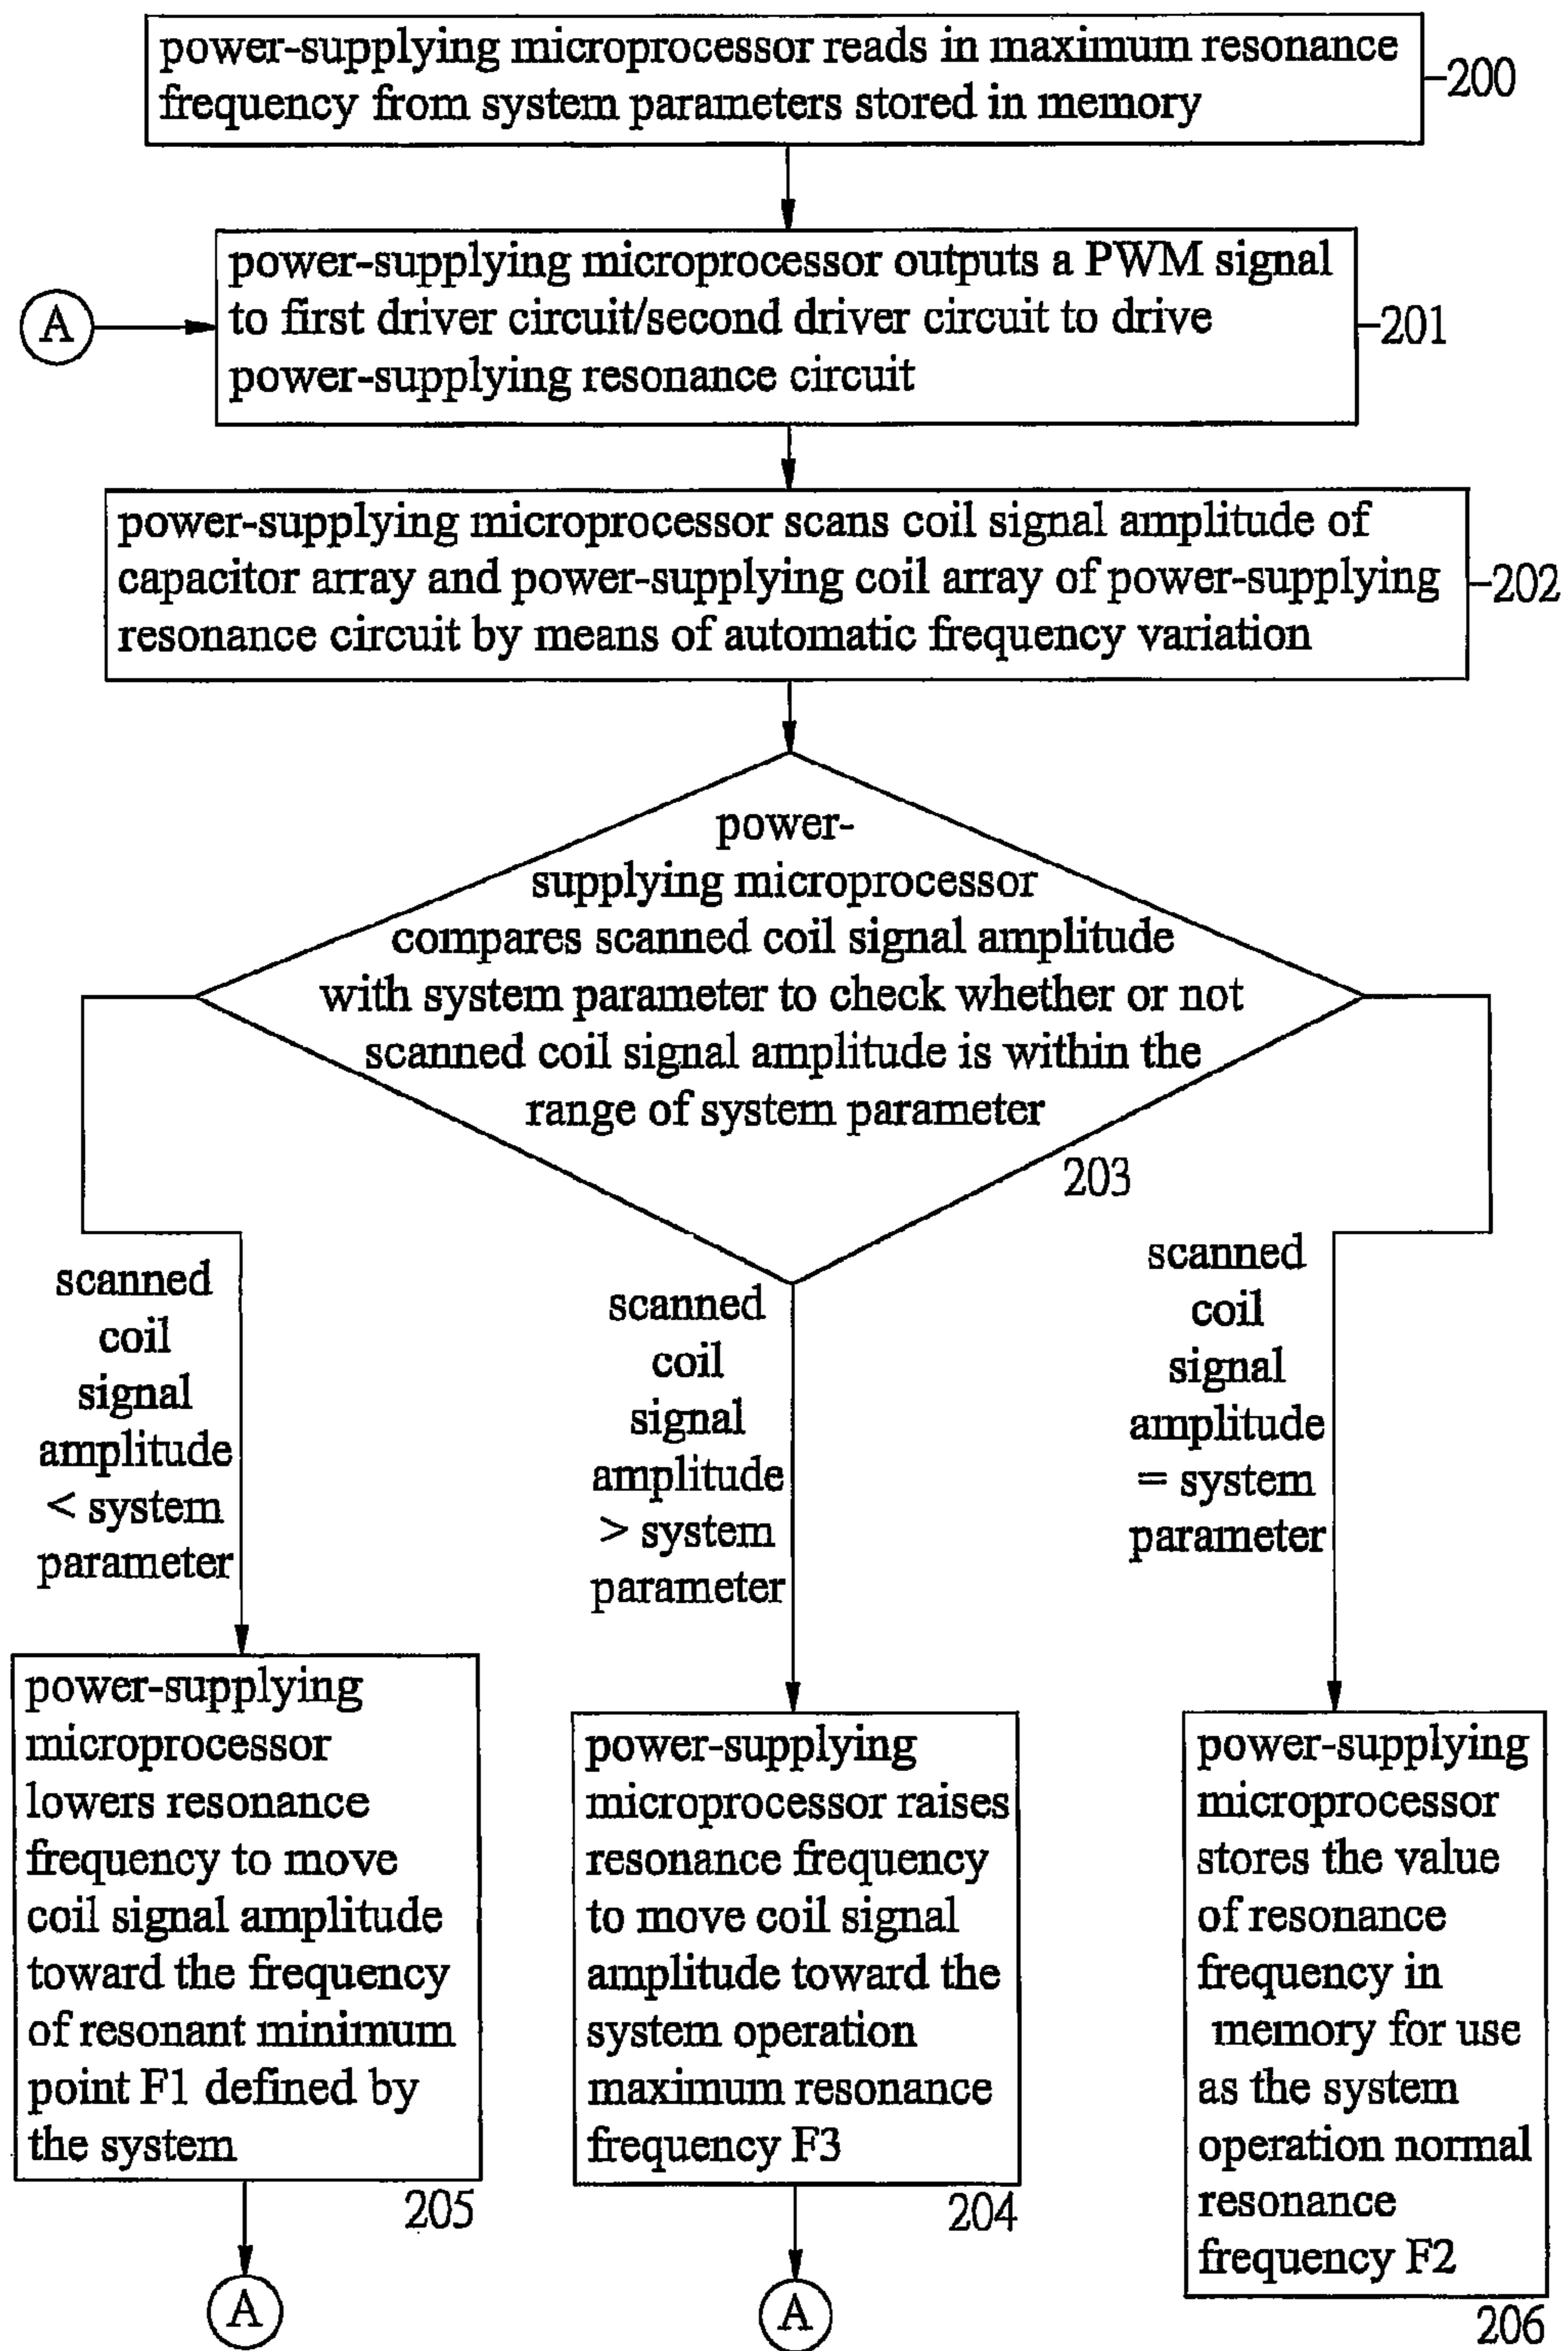 power-supplying microprocessor reads in maximum resonance
frequency from system parameters stored in memory
200
power-supplying microprocessor outputs a PWM signal
to first driver circuit/second driver circuit to drive
power-supplying resonance circuit
201
A
power-supplying microprocessor scans coil signal amplitude of
capacitor array and power-supplying coil array of power-supplying
resonance circuit by means of automatic frequency variation
202
power-
supplying microprocessor
compares scanned coil signal amplitude
with system parameter to check whether or not
scanned coil signal amplitude is within the
range of system parameter
203
scanned
coil
signal
amplitude
< system
parameter
scanned
coil
signal
amplitude
> system
parameter
scanned
coil
signal
amplitude
= system
parameter
power-supplying
microprocessor
lowers resonance
frequency to move
coil signal amplitude
toward the frequency
of resonant minimum
point F1 defined by
the system
205
A
power-supplying
microprocessor raises
resonance frequency
to move coil signal
amplitude toward the
system operation
maximum resonance
frequency F3
204
A
power-supplying
microprocessor
stores the value
of resonance
frequency in
memory for use
as the system
operation normal
resonance
frequency F2
206